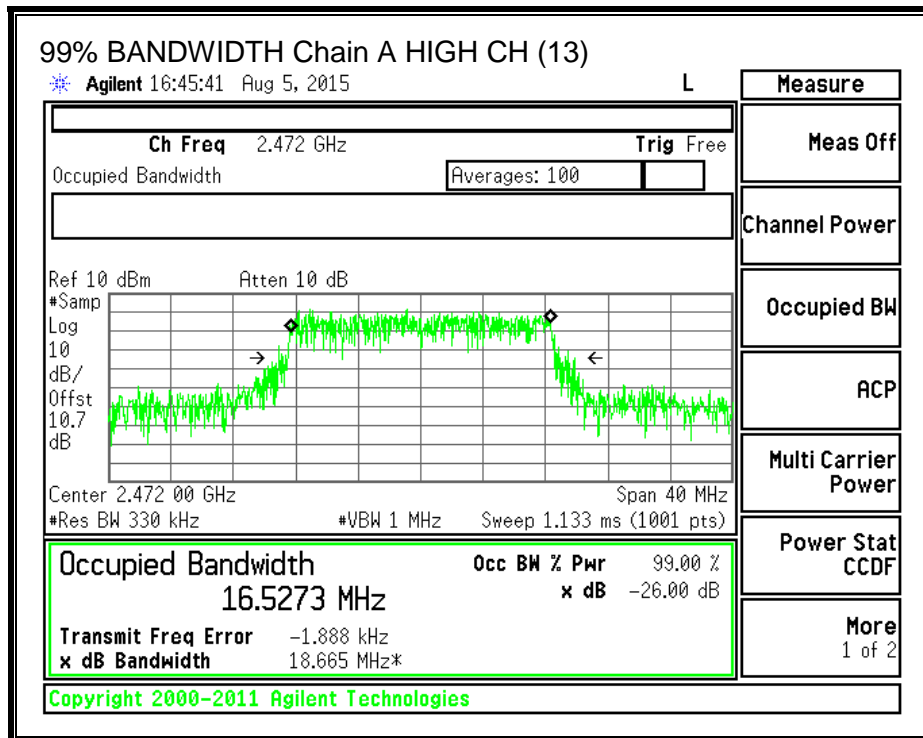 99% BANDWIDTH Chain A HIGH CH (13)
Agilent 16:45:41 Aug 5, 2015 L
Measure
Ch Freq 2.472 GHz Trig Free
Meas Off
Occupied Bandwidth Averages: 100
Channel Power
Ref 10 dBm Atten 10 dB
#Samp
Log
10
dB/
Offst
10.7
dB
Occupied BW
ACP
Center 2.472 00 GHz Span 40 MHz
#Res BW 330 kHz #VBW 1 MHz Sweep 1.133 ms (1001 pts)
Multi Carrier
Power
Occupied Bandwidth Occ BW % Pwr 99.00 %
16.5273 MHz x dB -26.00 dB
Power Stat
CCDF
Transmit Freq Error -1.888 kHz
x dB Bandwidth 18.665 MHz*
More
1 of 2
Copyright 2000-2011 Agilent Technologies